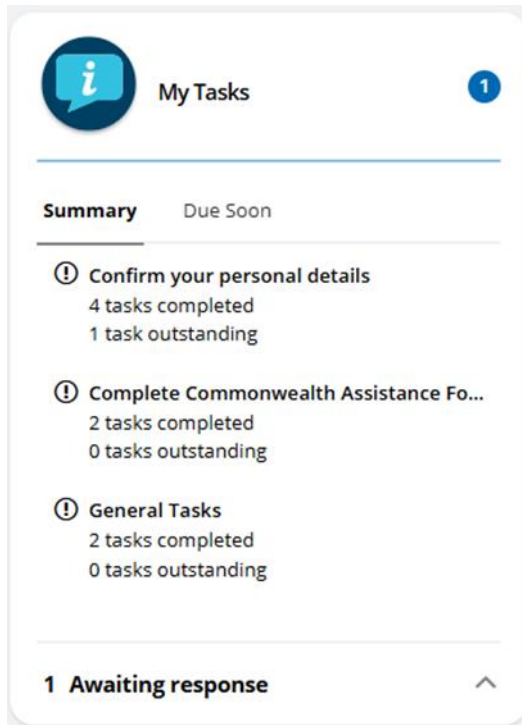 My Tasks
1
Summary
Due Soon
Confirm your personal details
4 tasks completed
1 task outstanding
Complete Commonwealth Assistance Fo...
2 tasks completed
0 tasks outstanding
General Tasks
2 tasks completed
0 tasks outstanding
1 Awaiting response